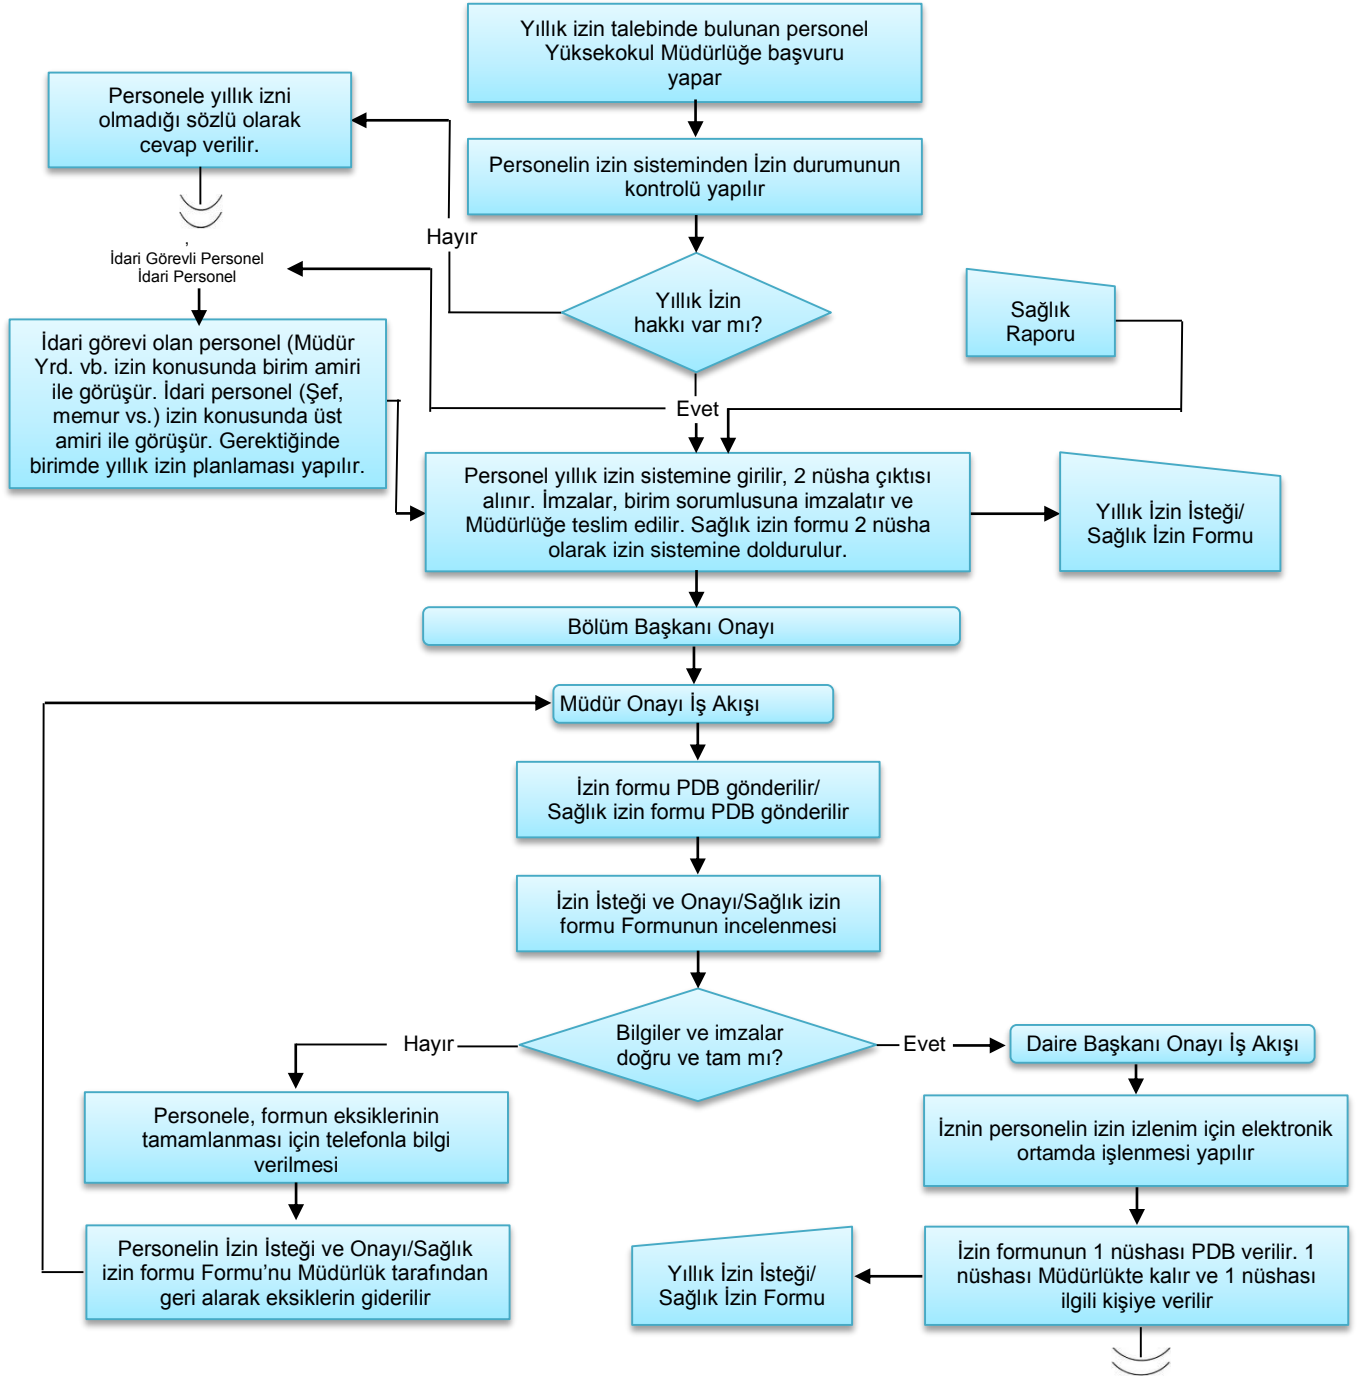 Yıllık izin talebinde bulunan personel
Yüksekokul Müdürlüğe başvuru
yapar
Personele yıllık izni
olmadığı sözlü olarak
cevap verilir.
Personelin izin sisteminden İzin durumunun
kontrolü yapılır
Hayır
,
İdari Görevli Personel
İdari Personel
Yıllık İzin
hakkı var mı?
Sağlık
Raporu
İdari görevi olan personel (Müdür
Yrd. vb. izin konusunda birim amiri
ile görüşür. İdari personel (Şef,
memur vs.) izin konusunda üst
amiri ile görüşür. Gerektiğinde
birimde yıllık izin planlaması yapılır.
Evet
Personel yıllık izin sistemine girilir, 2 nüsha çıktısı
alınır. İmzalar, birim sorumlusuna imzalatır ve
Müdürlüğe teslim edilir. Sağlık izin formu 2 nüsha
olarak izin sistemine doldurulur.
Yıllık İzin İsteği/
Sağlık İzin Formu
Bölüm Başkanı Onayı
Müdür Onayı İş Akışı
İzin formu PDB gönderilir/
Sağlık izin formu PDB gönderilir
İzin İsteği ve Onayı/Sağlık izin
formu Formunun incelenmesi
Bilgiler ve imzalar
doğru ve tam mı?
Hayır
Evet
Daire Başkanı Onayı İş Akışı
Personele, formun eksiklerinin
tamamlanması için telefonla bilgi
verilmesi
İznin personelin izin izlenim için elektronik
ortamda işlenmesi yapılır
Personelin İzin İsteği ve Onayı/Sağlık
izin formu Formu’nu Müdürlük tarafından
geri alarak eksiklerin giderilir
Yıllık İzin İsteği/
Sağlık İzin Formu
İzin formunun 1 nüshası PDB verilir. 1
nüshası Müdürlükte kalır ve 1 nüshası
ilgili kişiye verilir